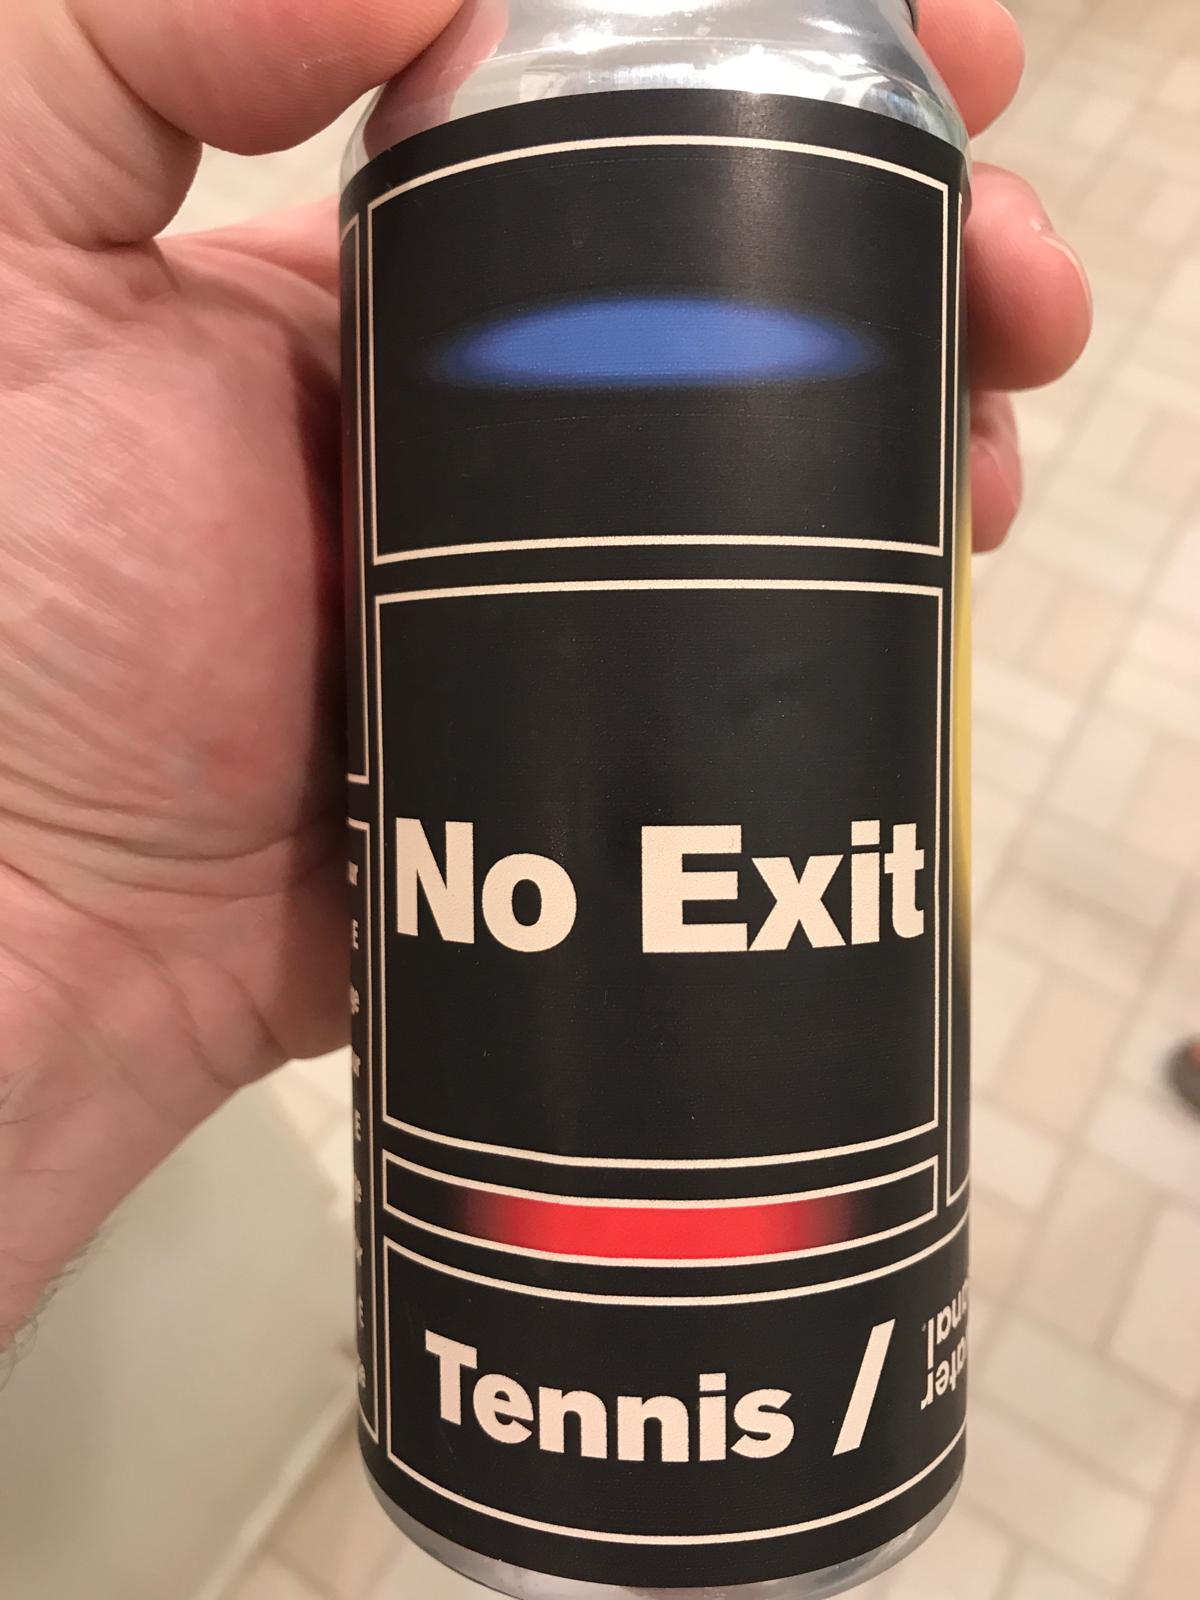 No Exit
Tennis /